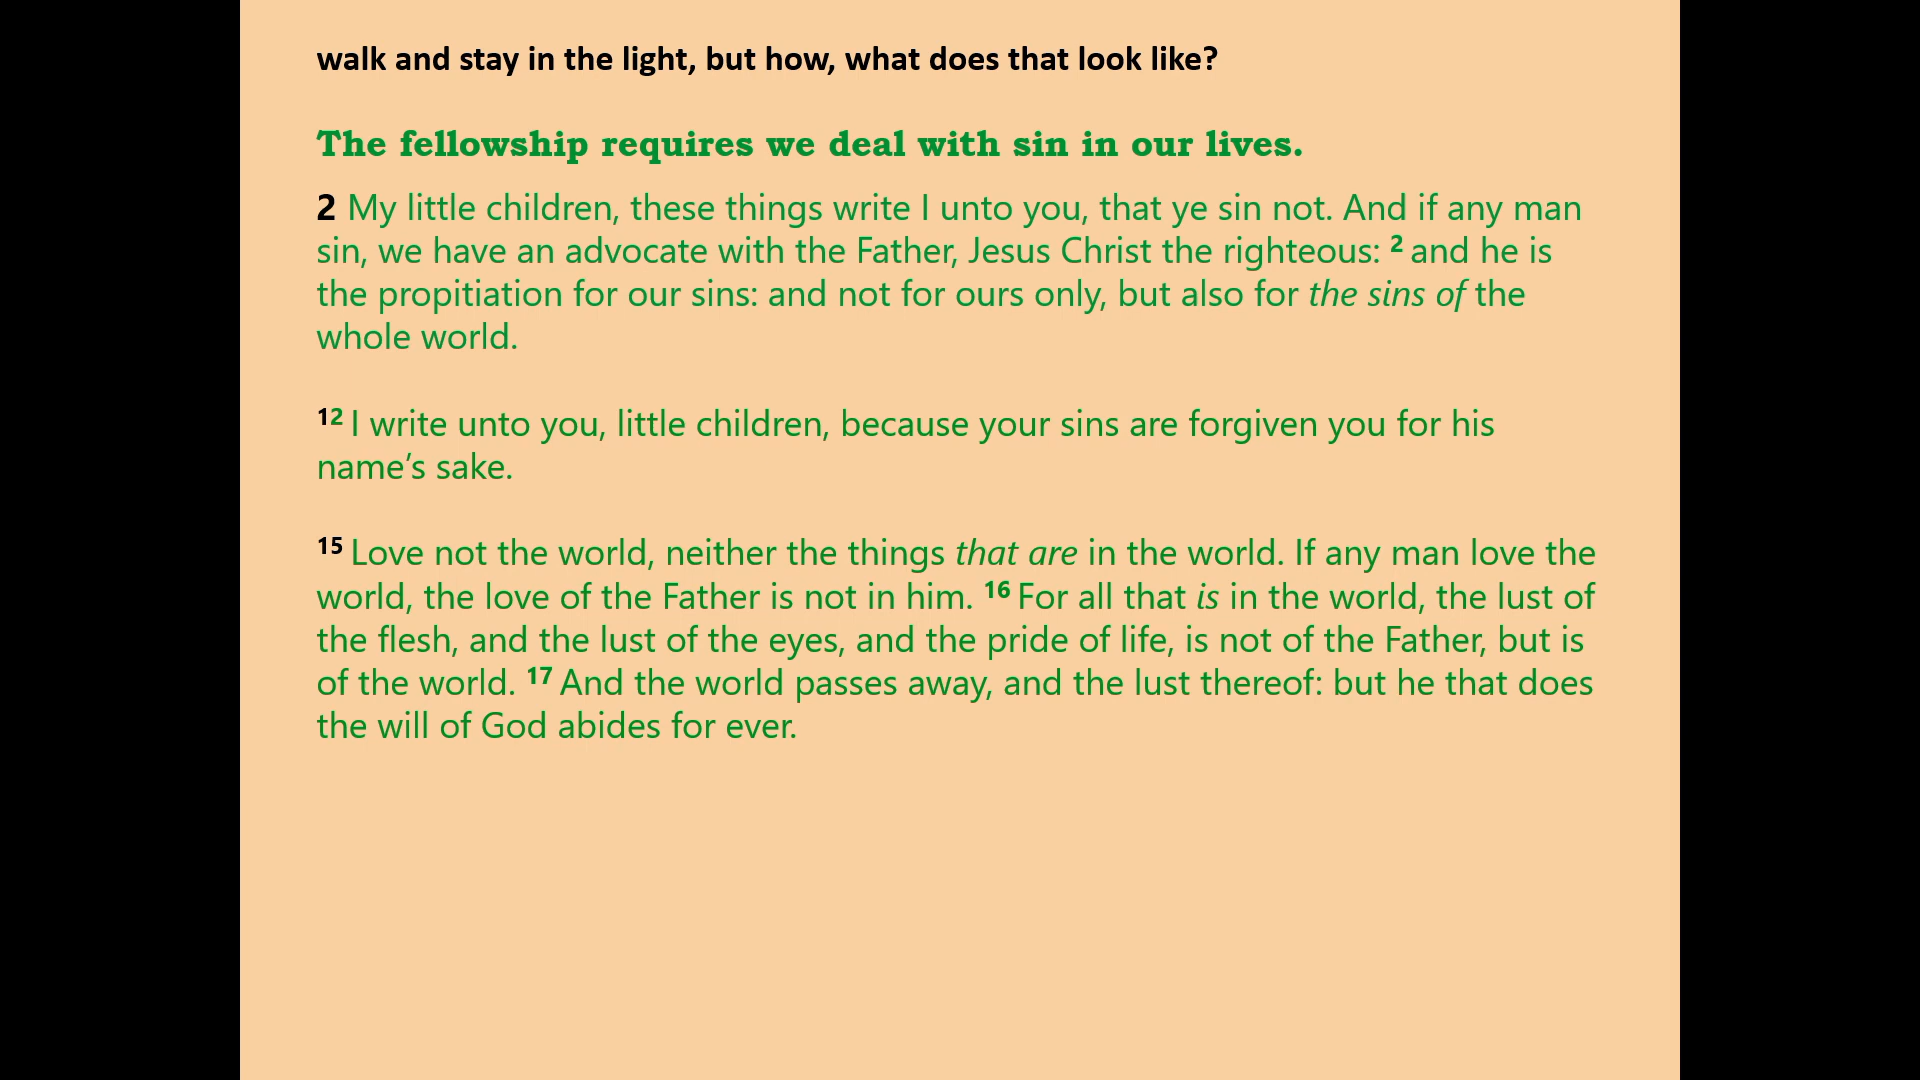 walk and stay in the light, but how, what does that look like?
The fellowship requires we deal with sin in our lives.
2 My little children, these things write I unto you, that ye sin not. And if any man
sin, we have an advocate with the Father, Jesus Christ the righteous: 2 and he is
the propitiation for our sins: and not for ours only, but also for the sins of the
whole world.
12 I write unto you, little children, because your sins are forgiven you for his
name’s sake.
15 Love not the world, neither the things that are in the world. If any man love the
world, the love of the Father is not in him. 16 For all that is in the world, the lust of
the flesh, and the lust of the eyes, and the pride of life, is not of the Father, but is
of the world. 17 And the world passes away, and the lust thereof: but he that does
the will of God abides for ever.